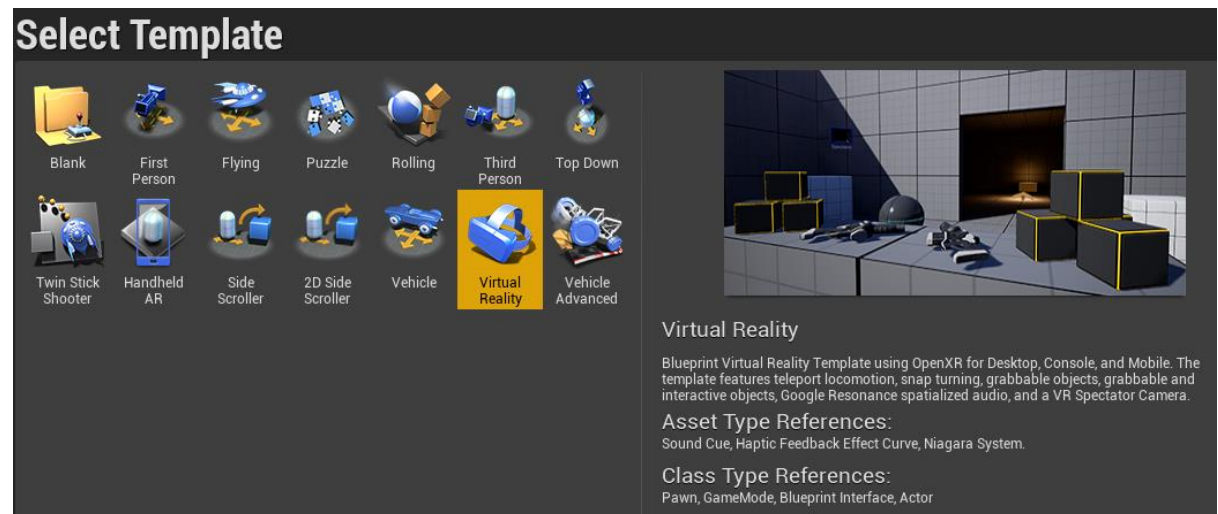 Select Template
Blank
First
Person
Flying
Puzzle
Rolling
Third
Person
Top Down
Twin Stick
Shooter
Handheld
AR
Side
Scroller
2D Side
Scroller
Vehicle
Virtual
Reality
Vehicle
Advanced
Virtual Reality
Blueprint Virtual Reality Template using OpenXR for Desktop, Console, and Mobile. The
template features teleport locomotion, snap turning, grabbable objects, grabbable and
interactive objects, Google Resonance spatialized audio, and a VR Spectator Camera.
Asset Type References:
Sound Cue, Haptic Feedback Effect Curve, Niagara System.
Class Type References:
Pawn, GameMode, Blueprint Interface, Actor